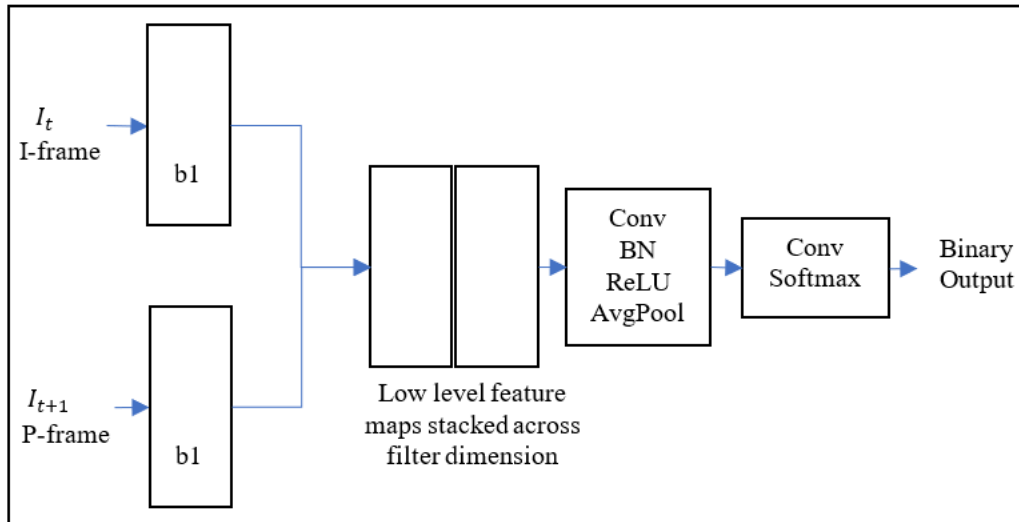 I_t
I-frame
b1
I_{t+1}
P-frame
b1
Low level feature
maps stacked across
filter dimension
Conv
BN
ReLU
AvgPool
Conv
Softmax
Binary
Output